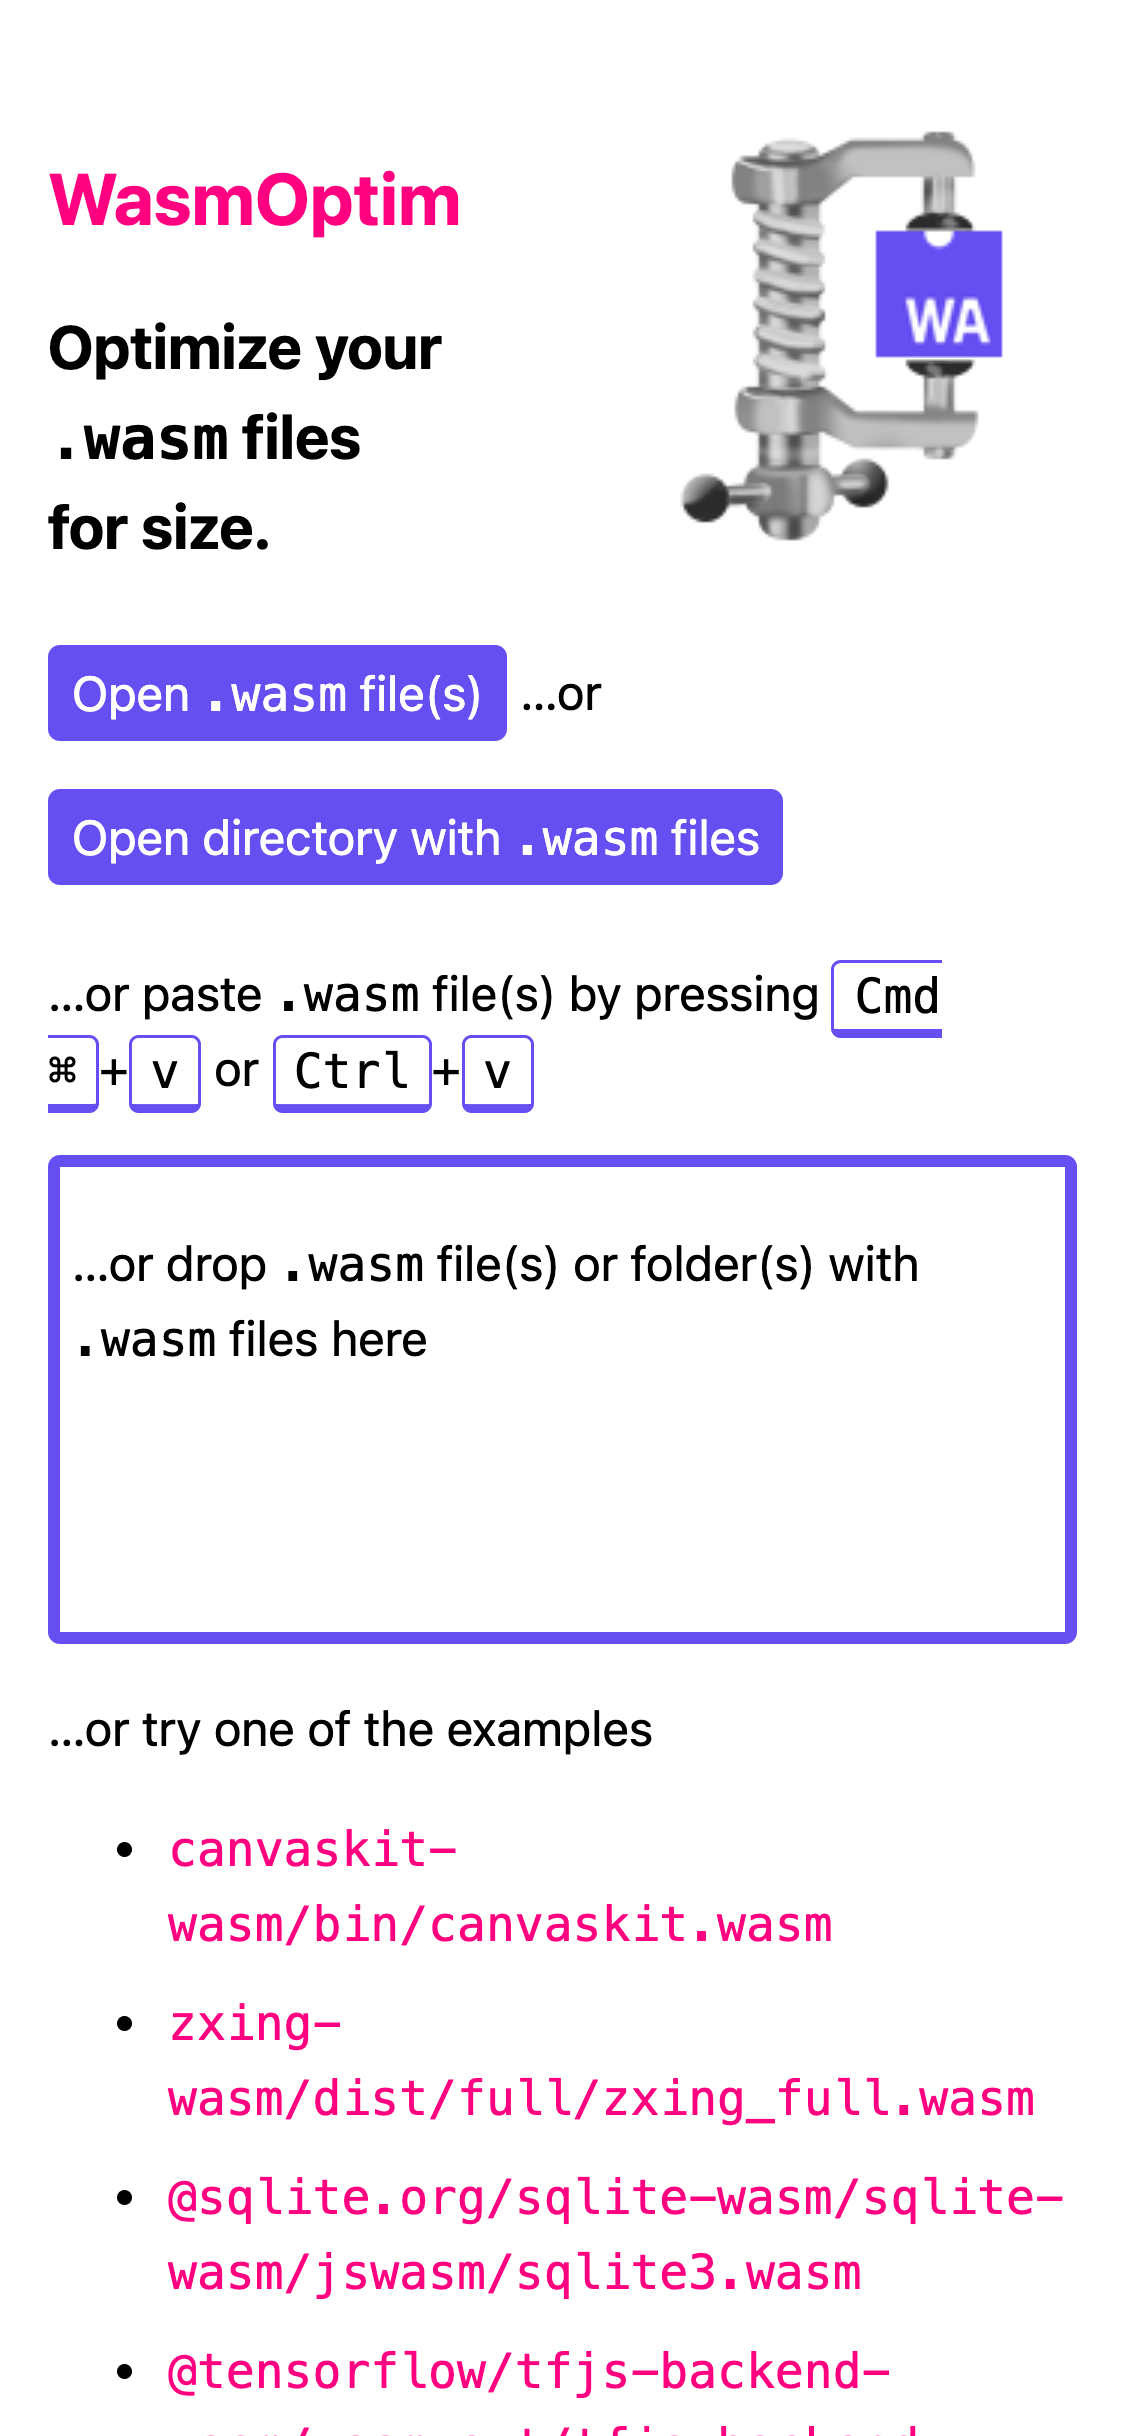 WasmOptim
WA
Optimize your
.wasm files
for size.
Open .wasm file(s) ...or
Open directory with .wasm files
...or paste .wasm file(s) by pressing Cmd
⌘+v or Ctrl+v
...or drop .wasm file(s) or folder(s) with
.wasm files here
...or try one of the examples
• canvaskit-
wasm/bin/canvaskit.wasm
• zxing-
wasm/dist/full/zxing_full.wasm
• @sqlite.org/sqlite-wasm/sqlite-
wasm/jswasm/sqlite3.wasm
• @tensorflow/tfjs-backend-